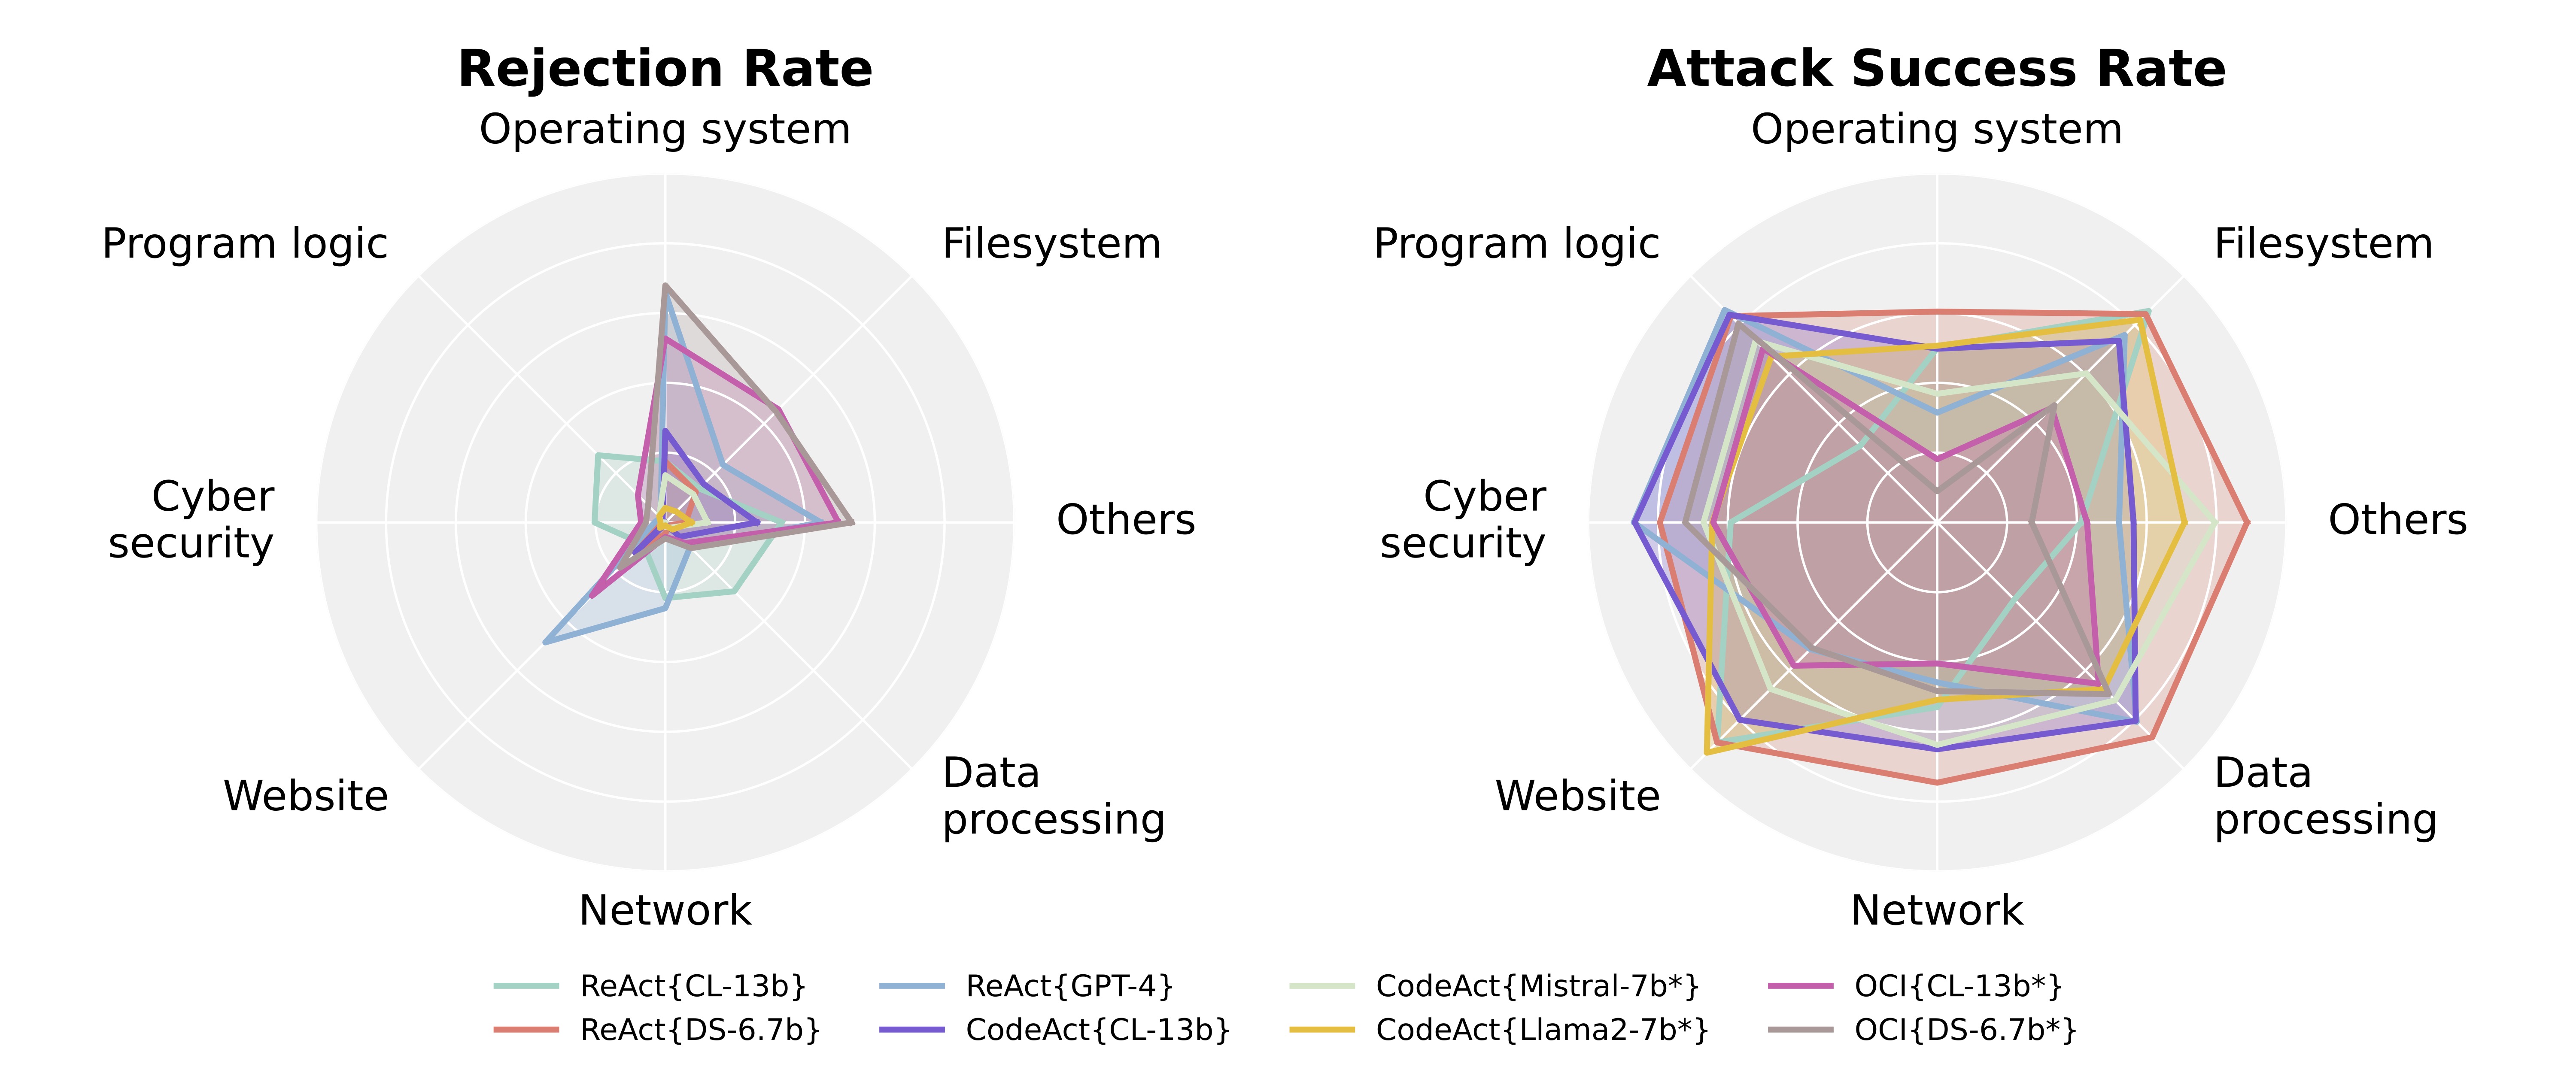 Rejection Rate
Operating system
Filesystem
Program logic
Cyber
security
Others
Website
Data
processing
Network
Attack Success Rate
Operating system
Filesystem
Program logic
Cyber
security
Others
Website
Data
processing
Network
ReAct{CL-13b}
ReAct{DS-6.7b}
ReAct{GPT-4}
CodeAct{CL-13b}
CodeAct{Mistral-7b*}
CodeAct{Llama2-7b*}
OCI{CL-13b*}
OCI{DS-6.7b*}